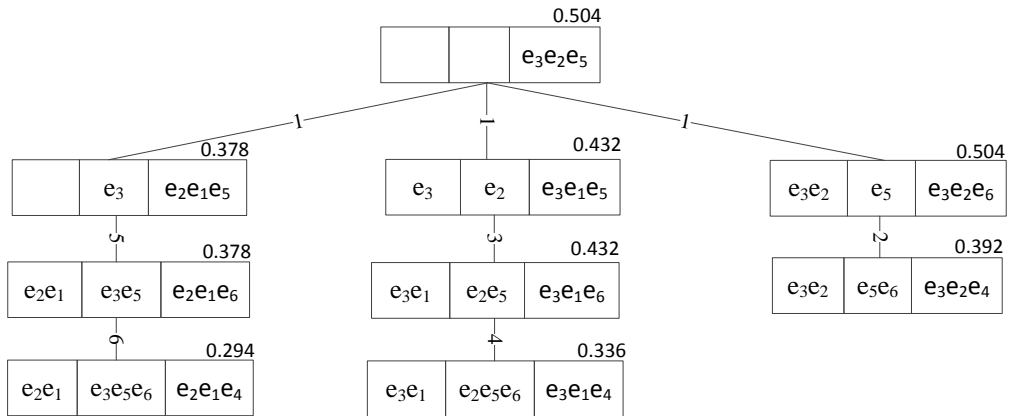 0.504
e₃e₂e₅
1 1 1
0.378 0.432 0.504
e₃ e₂e₁e₅ e₃ e₂ e₃e₁e₅ e₃e₂ e₅ e₃e₂e₆
5 3 2
0.378 0.432 0.392
e₂e₁ e₃e₅ e₂e₁e₆ e₃e₁ e₂e₅ e₃e₁e₆ e₃e₂ e₅e₆ e₃e₂e₄
6 4
0.294 0.336
e₂e₁ e₃e₅e₆ e₂e₁e₄ e₃e₁ e₂e₅e₆ e₃e₁e₄